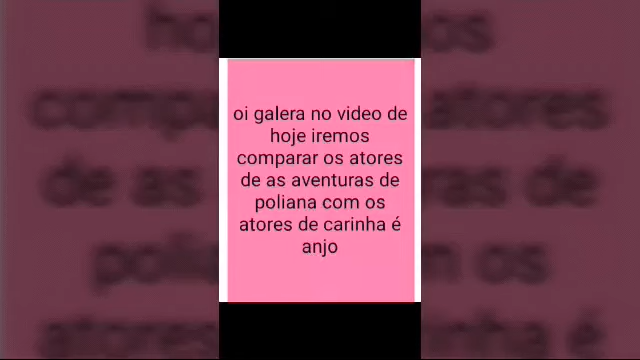 oi galera no video de
hoje iremos
comparar os atores
de as aventuras de
poliana com os
atores de carinha é
anjo